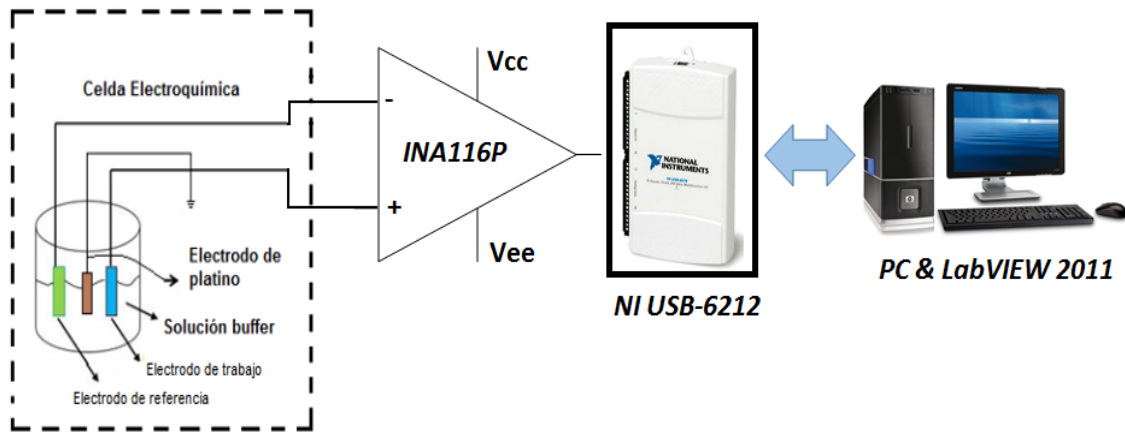 Celda Electroquímica
-
+
INA116P
Vcc
Vee
Electrodo de
platino
Solución buffer
Electrodo de trabajo
Electrodo de referencia
NATIONAL
INSTRUMENTS
NI USB-6212
PC & LabVIEW 2011